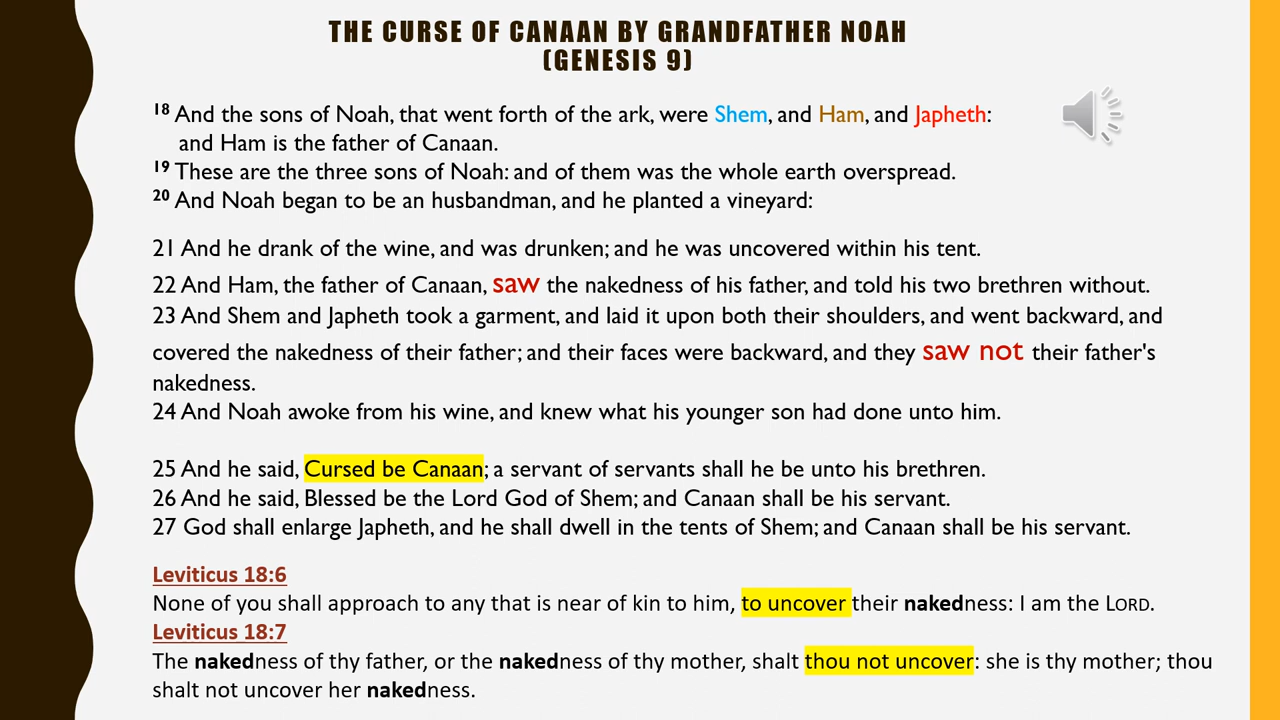 THE CURSE OF CANAAN BY GRANDFATHER NOAH
(GENESIS 9)
18 And the sons of Noah, that went forth of the ark, were Shem, and Ham, and Japheth:
and Ham is the father of Canaan.
19 These are the three sons of Noah: and of them was the whole earth overspread.
20 And Noah began to be an husbandman, and he planted a vineyard:
21 And he drank of the wine, and was drunken; and he was uncovered within his tent.
22 And Ham, the father of Canaan, saw the nakedness of his father, and told his two brethren without.
23 And Shem and Japheth took a garment, and laid it upon both their shoulders, and went backward, and
covered the nakedness of their father; and their faces were backward, and they saw not their father's
nakedness.
24 And Noah awoke from his wine, and knew what his younger son had done unto him.
25 And he said, Cursed be Canaan; a servant of servants shall he be unto his brethren.
26 And he said, Blessed be the Lord God of Shem; and Canaan shall be his servant.
27 God shall enlarge Japheth, and he shall dwell in the tents of Shem; and Canaan shall be his servant.
Leviticus 18:6
None of you shall approach to any that is near of kin to him, to uncover their nakedness: I am the LORD.
Leviticus 18:7
The nakedness of thy father, or the nakedness of thy mother, shalt thou not uncover: she is thy mother; thou
shalt not uncover her nakedness.